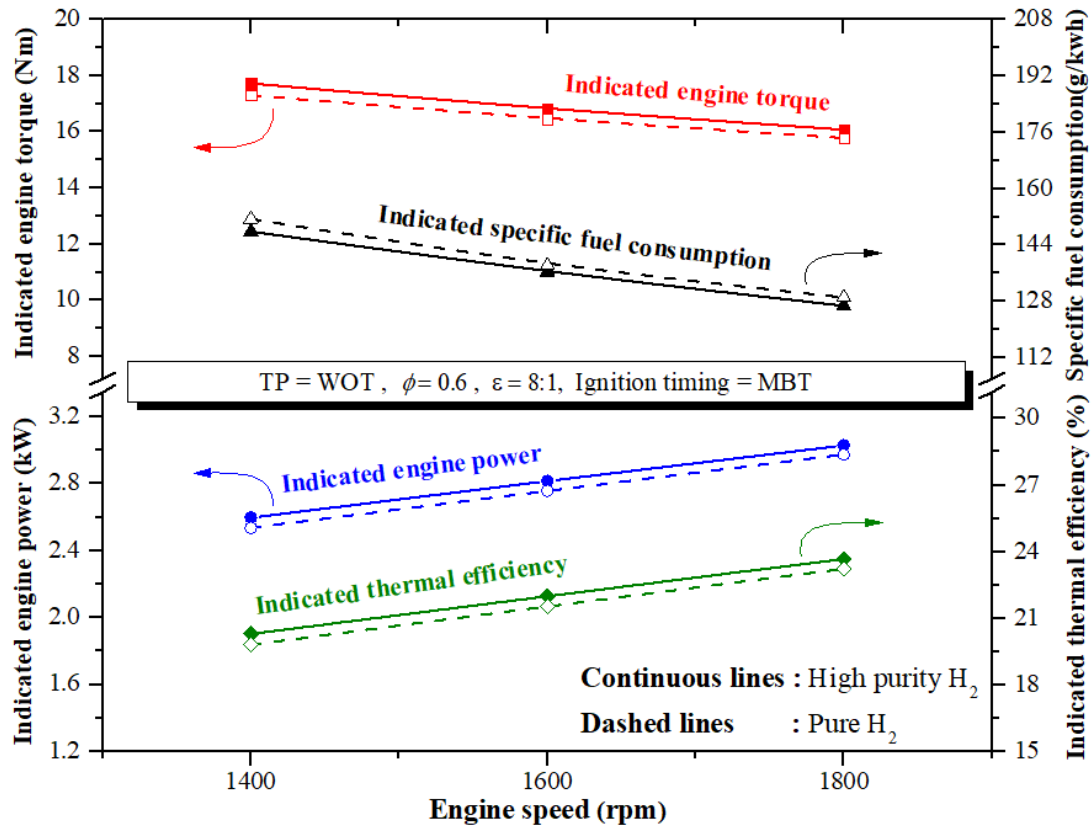 Indicated engine torque (Nm)
20
18
16
14
12
10
8
Indicated engine power (kW)
3.2
2.8
2.4
2.0
1.6
1.2
Indicated engine torque
Indicated specific fuel consumption
TP = WOT , ϕ = 0.6 , ε = 8:1, Ignition timing = MBT
Indicated engine power
Indicated thermal efficiency
Continuous lines : High purity H₂
Dashed lines : Pure H₂
208
192
176
160
144
128
112
Specific fuel consumption(g/kwh)
30
27
24
21
18
15
Indicated thermal efficiency (%)
1400 1600 1800
Engine speed (rpm)